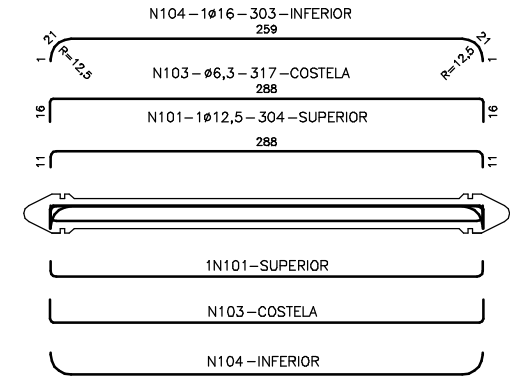 N104-1ø16-303-INFERIOR
259
21
21
R=12,5
R=12,5
1
1
N103-ø6,3-317-COSTELA
288
16
16
N101-1ø12,5-304-SUPERIOR
288
11
11
1N101-SUPERIOR
N103-COSTELA
N104-INFERIOR